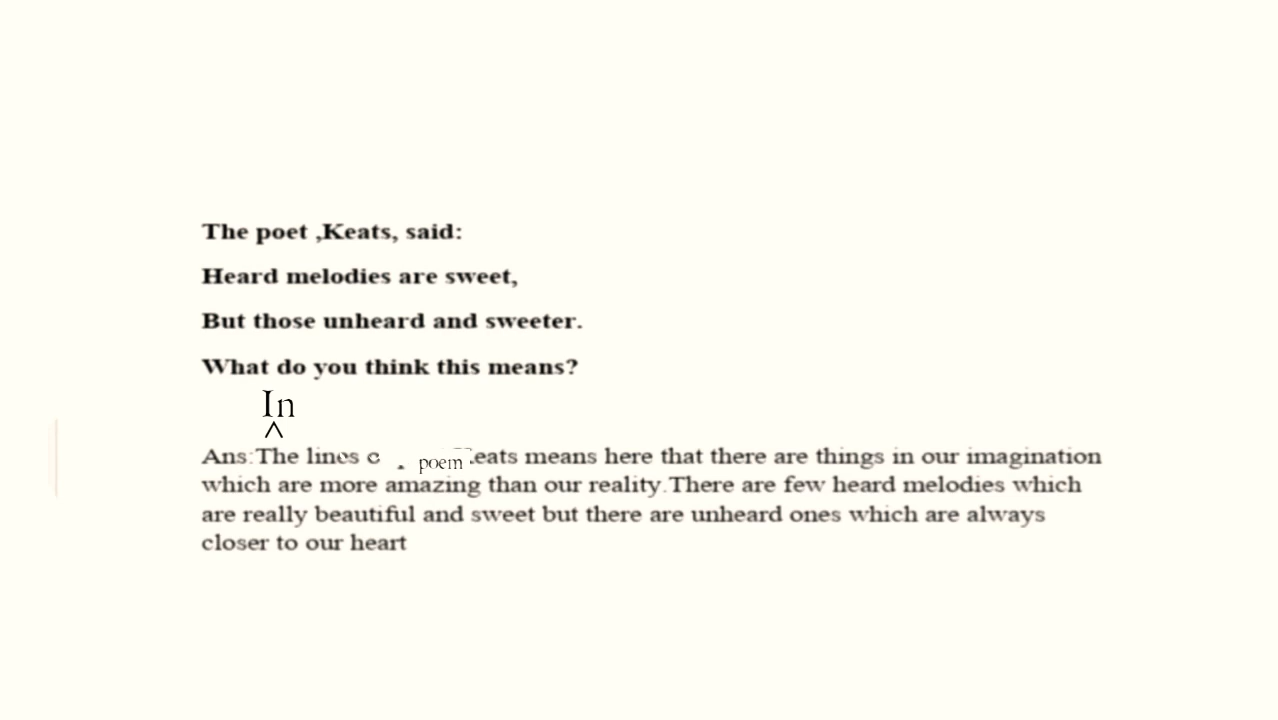 The poet ,Keats, said:
Heard melodies are sweet,
But those unheard and sweeter.
What do you think this means?
In
^
Ans:The lines poem means here that there are things in our imagination
which are more amazing than our reality.There are few heard melodies which
are really beautiful and sweet but there are unheard ones which are always
closer to our heart